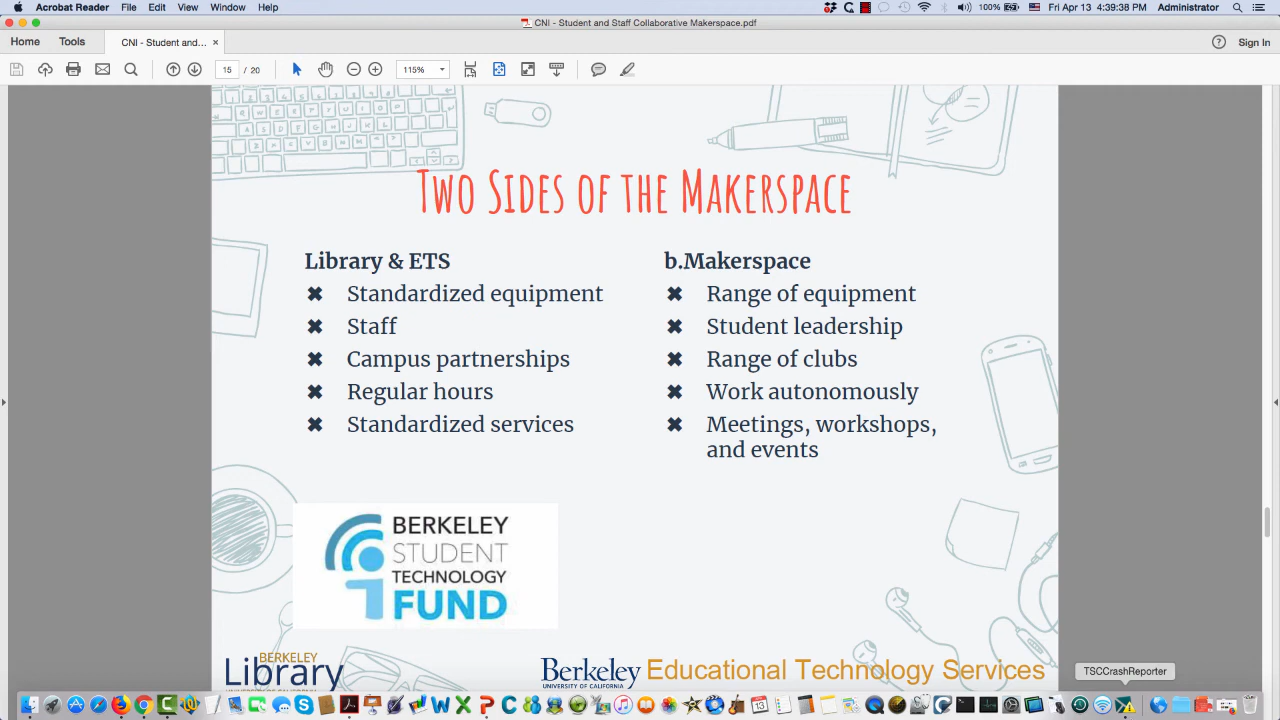 Acrobat Reader File Edit View Window Help 100% Fri Apr 13 4:39:38 PM Administrator
CNI - Student and Staff Collaborative Makerspace.pdf
Home Tools CNI - Student and... × Sign In
15 / 20 115%
Two Sides of the Makerspace
Library & ETS
✖ Standardized equipment
✖ Staff
✖ Campus partnerships
✖ Regular hours
✖ Standardized services
b.Makerspace
✖ Range of equipment
✖ Student leadership
✖ Range of clubs
✖ Work autonomously
✖ Meetings, workshops,
and events
BERKELEY
STUDENT
TECHNOLOGY
FUND
BERKELEY
Library
Berkeley Educational Technology Services
UNIVERSITY OF CALIFORNIA
TSCCrashReporter